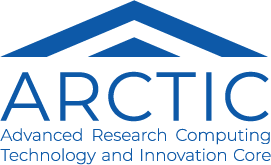 ARCTIC
Advanced Research Computing
Technology and Innovation Core